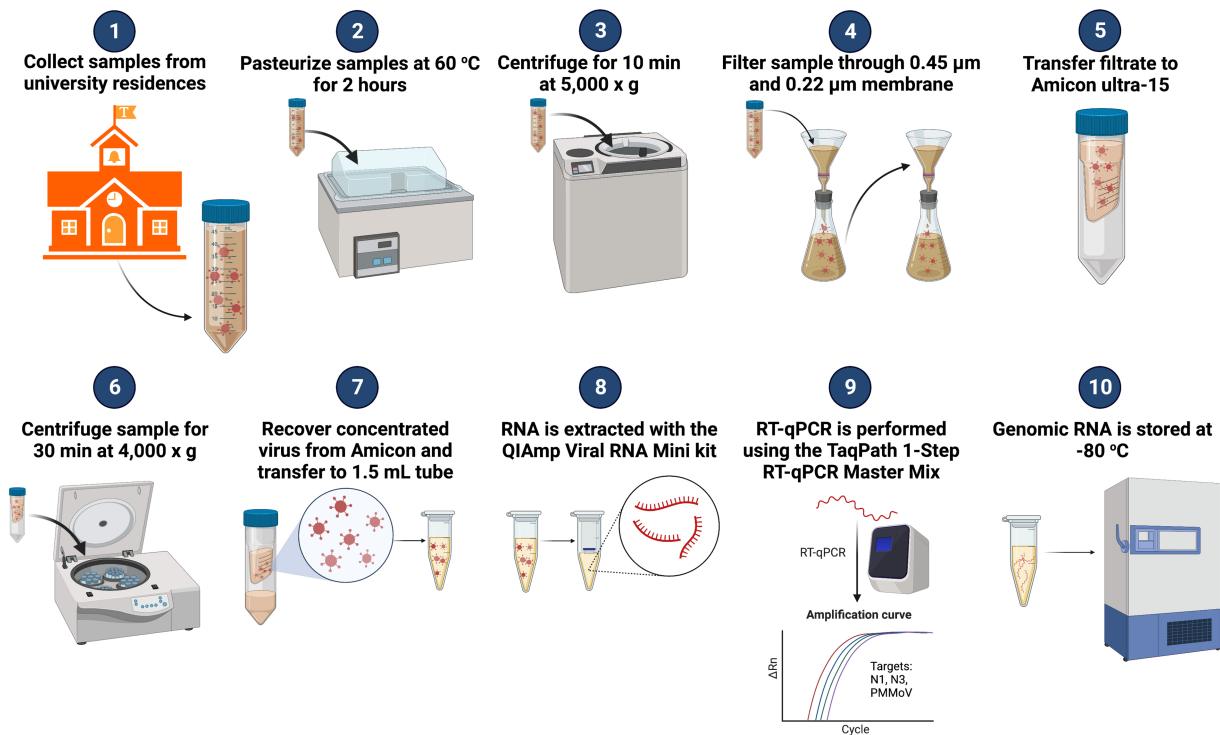 1
Collect samples from
university residences
T
2
Pasteurize samples at 60 ºC
for 2 hours
3
Centrifuge for 10 min
at 5,000 x g
4
Filter sample through 0.45 µm
and 0.22 µm membrane
5
Transfer filtrate to
Amicon ultra-15
6
Centrifuge sample for
30 min at 4,000 x g
7
Recover concentrated
virus from Amicon and
transfer to 1.5 mL tube
8
RNA is extracted with the
QIAmp Viral RNA Mini kit
9
RT-qPCR is performed
using the TaqPath 1-Step
RT-qPCR Master Mix
RT-qPCR
Amplification curve
ΔRn
Targets:
N1, N3,
PMMoV
Cycle
10
Genomic RNA is stored at
-80 ºC